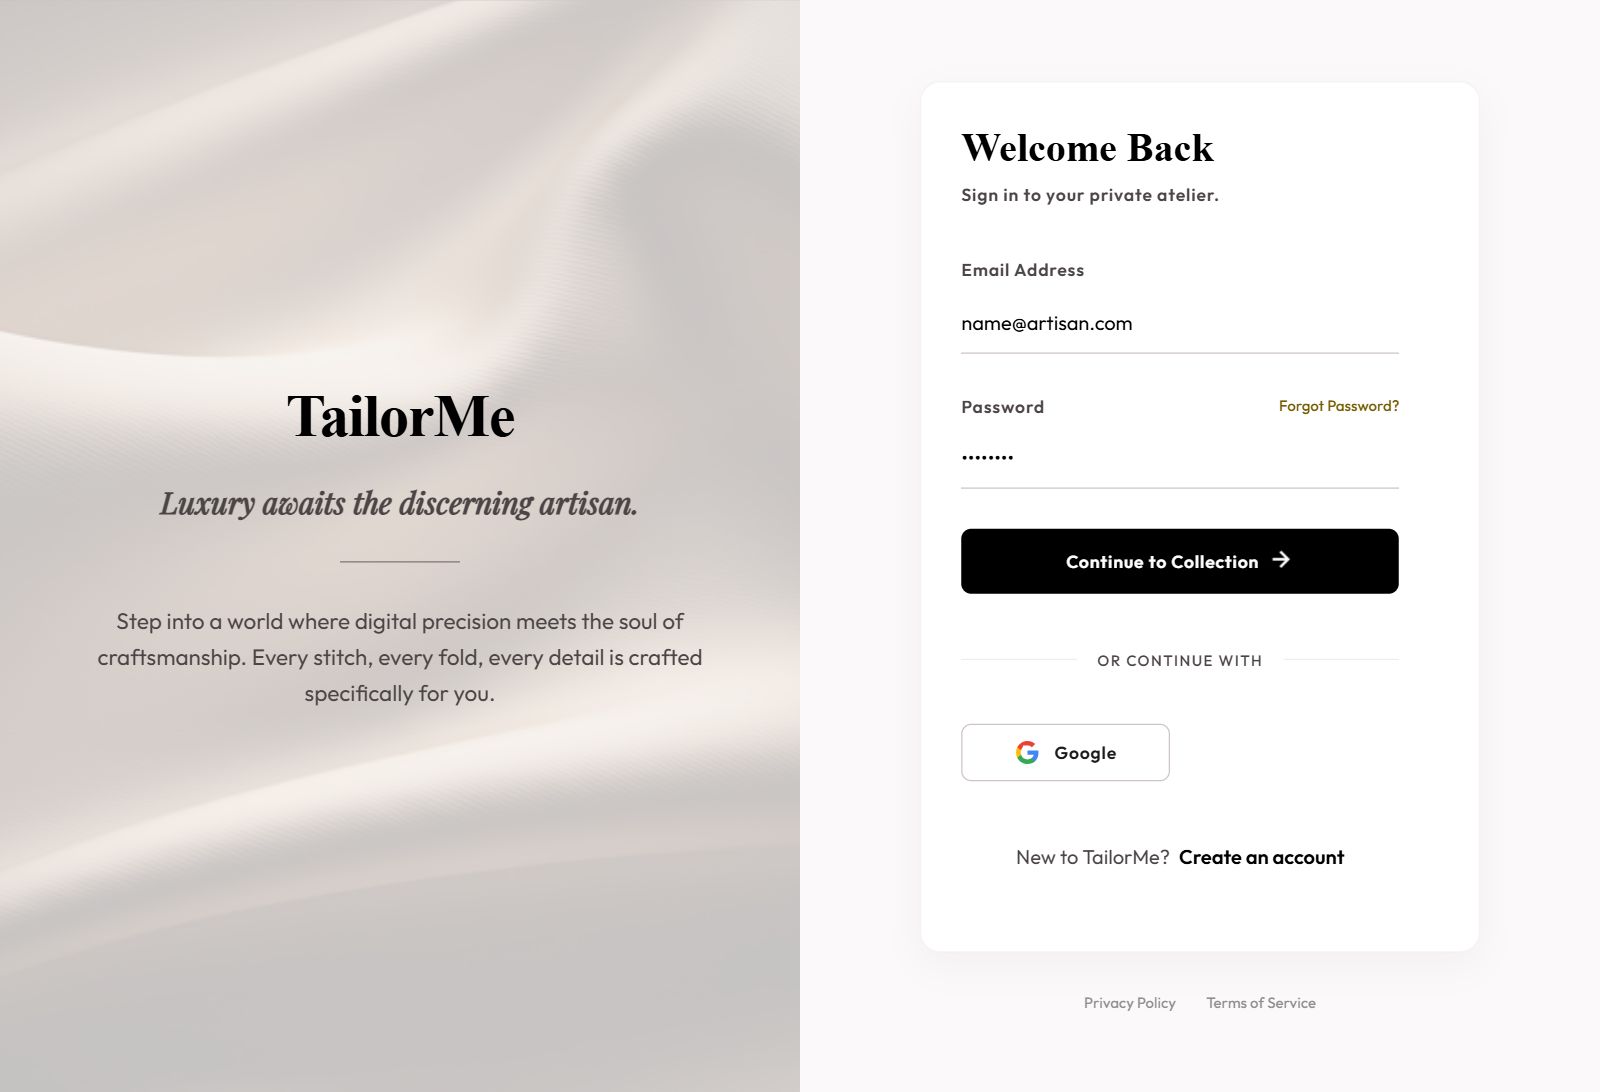 TailorMe
Luxury awaits the discerning artisan.
Step into a world where digital precision meets the soul of
craftsmanship. Every stitch, every fold, every detail is crafted
specifically for you.
Welcome Back
Sign in to your private atelier.
Email Address
name@artisan.com
Password
Forgot Password?
••••••••
Continue to Collection →
OR CONTINUE WITH
Google
New to TailorMe? Create an account
Privacy Policy
Terms of Service